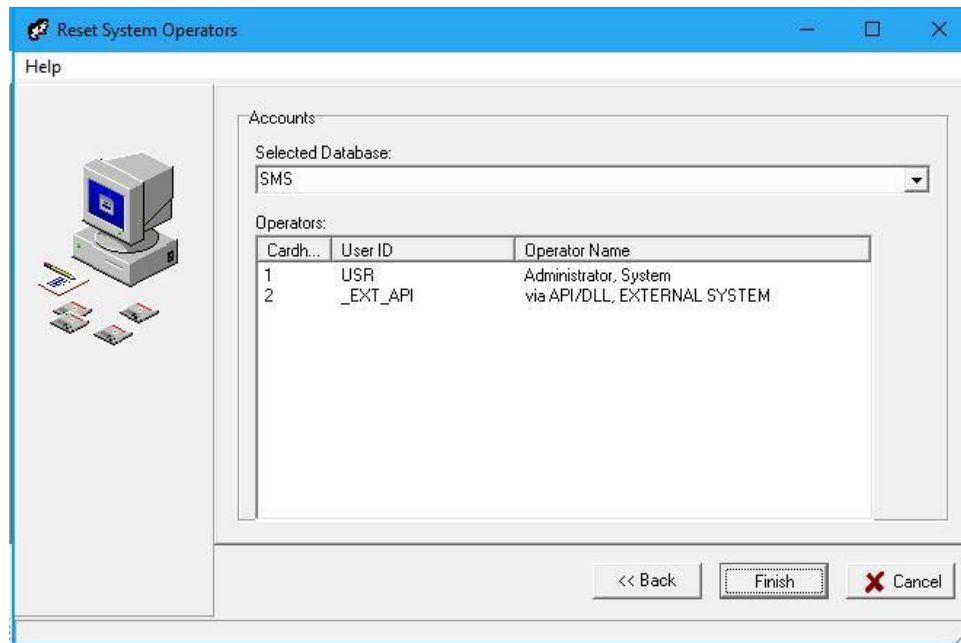 Reset System Operators
Help
Accounts
Selected Database:
SMS
Operators:
Cardh... User ID Operator Name
1 USR Administrator, System
2 _EXT_API via API/DLL, EXTERNAL SYSTEM
<< Back Finish Cancel